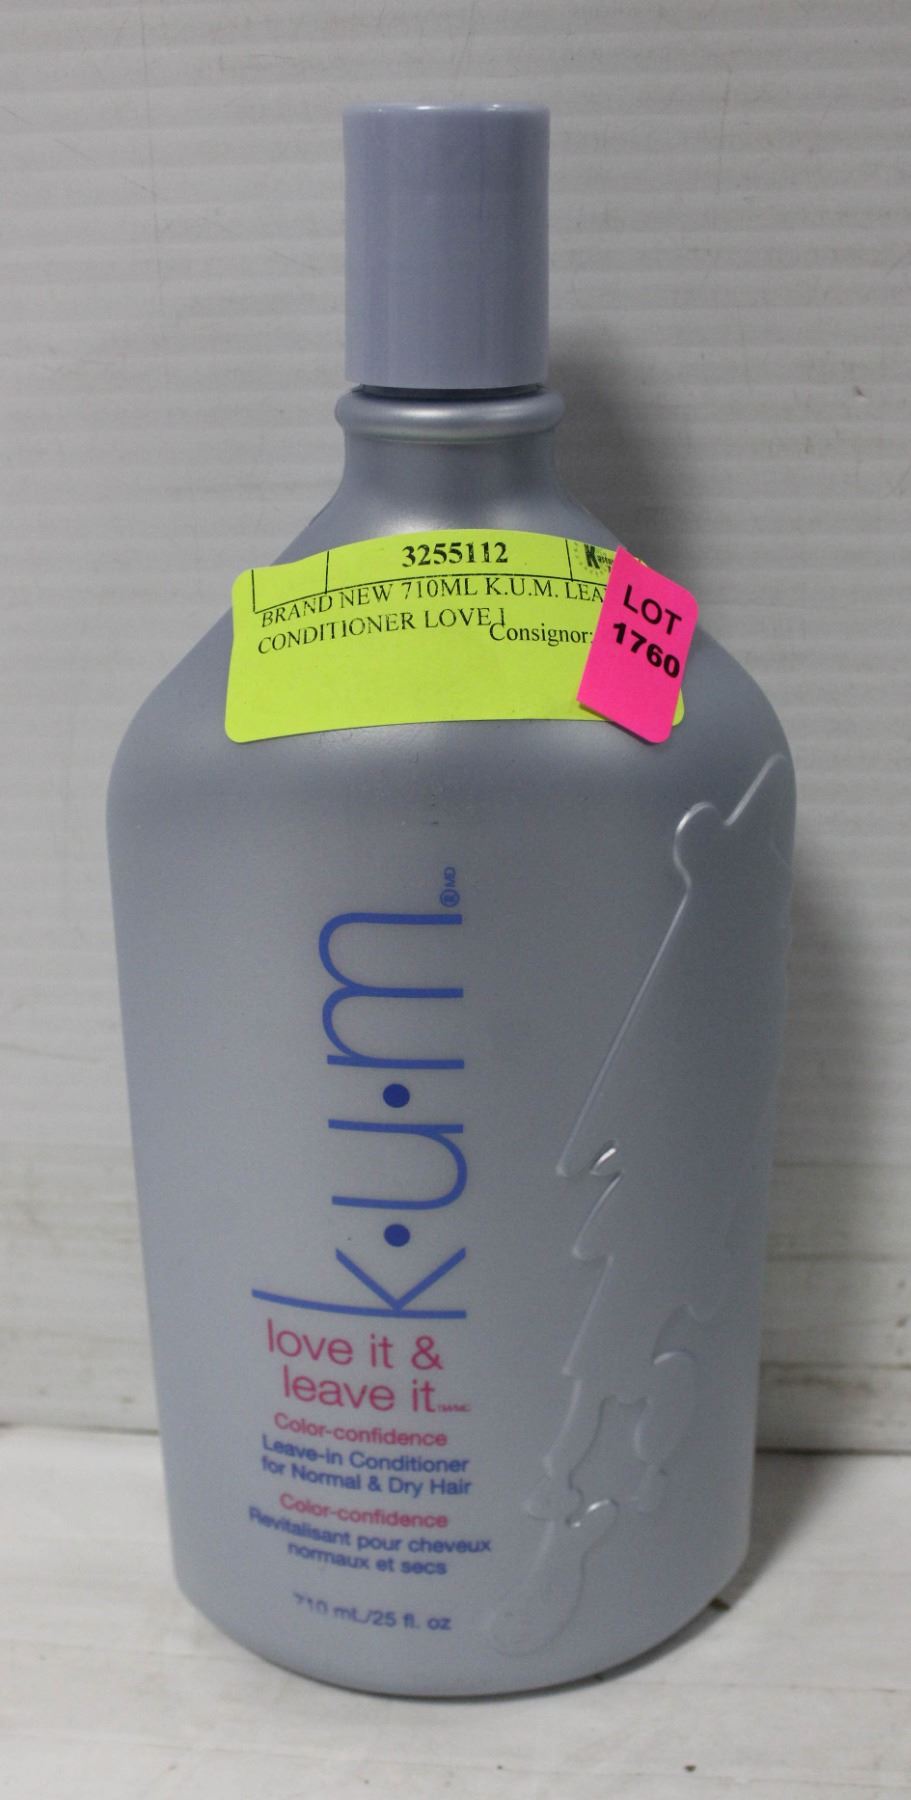 3255112
BRAND NEW 710ML K.U.M. LEA
CONDITIONER LOVE I
Consignor:
LOT
1760
k•u•m ®MD
love it &
leave it
Color-confidence
Leave-in Conditioner
for Normal & Dry Hair
Color-confidence
Revitalisant pour cheveux
normaux et secs
710 mL/25 fl. oz